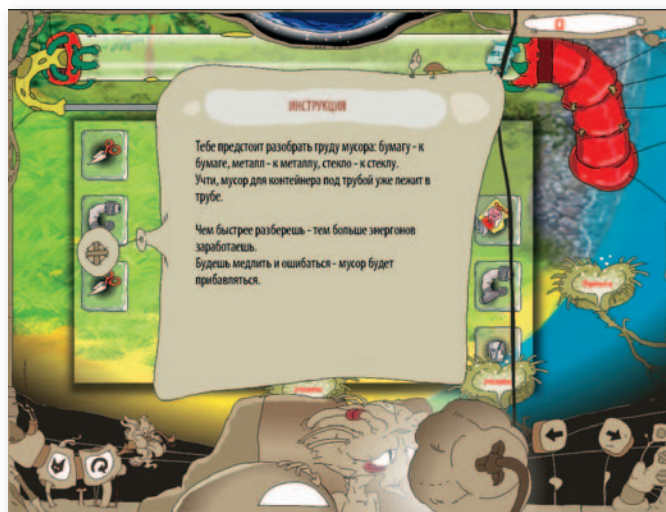 0
ИНСТРУКЦИЯ
Тебе предстоит разобрать груду мусора: бумагу - к
бумаге, металл - к металлу, стекло - к стеклу.
Учти, мусор для контейнера под трубой уже лежит в
трубе.
Чем быстрее разберешь - тем больше энергонов
заработаешь.
Будешь медлить и ошибаться - мусор будет
прибавляться.